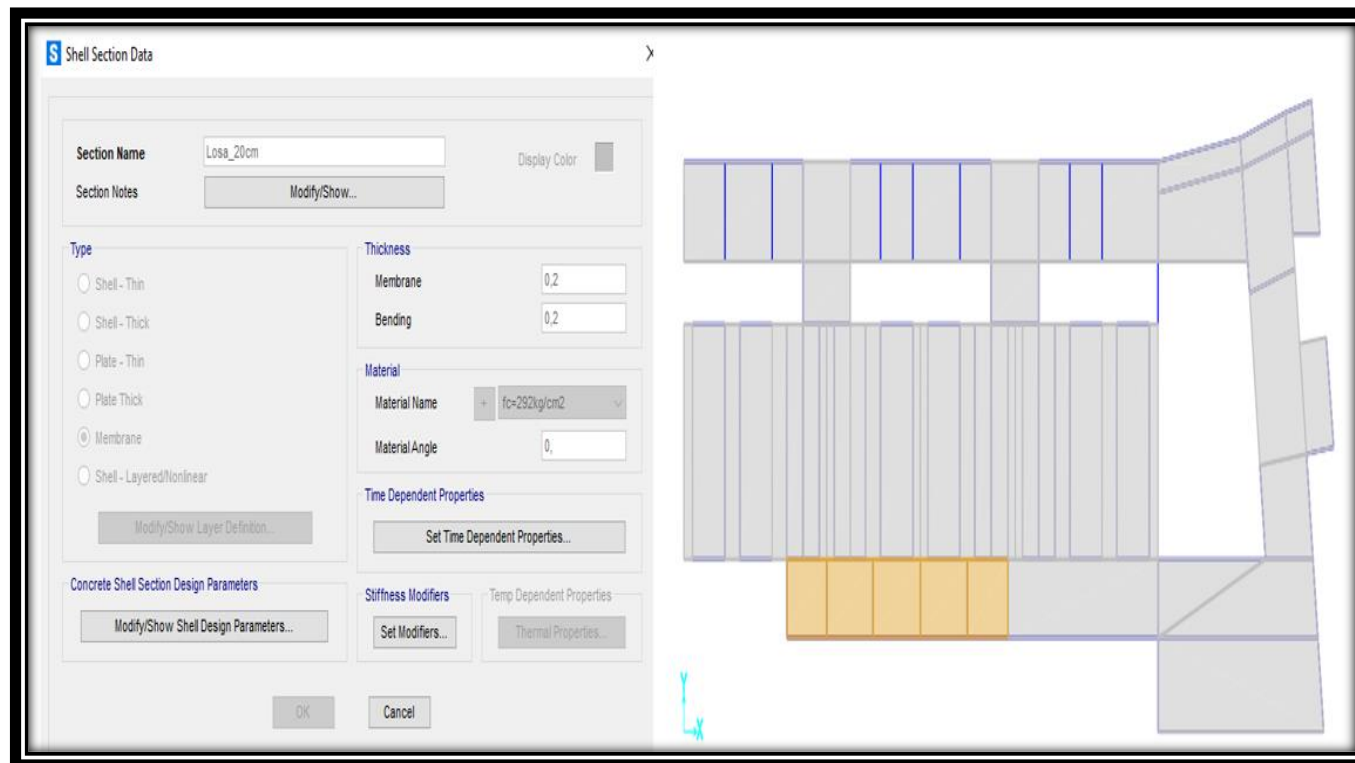 S Shell Section Data X
Section Name Losa_20cm Display Color
Section Notes Modify/Show...
Type
Shell - Thin
Shell - Thick
Plate - Thin
Plate Thick
Membrane
Shell - Layered/Nonlinear
Modify/Show Layer Definition...
Concrete Shell Section Design Parameters
Modify/Show Shell Design Parameters...
Thickness
Membrane 0,2
Bending 0,2
Material
Material Name + fc=292kg/cm2
Material Angle 0,
Time Dependent Properties
Set Time Dependent Properties...
Stiffness Modifiers
Set Modifiers...
Temp Dependent Properties
Thermal Properties...
OK Cancel
Y
X